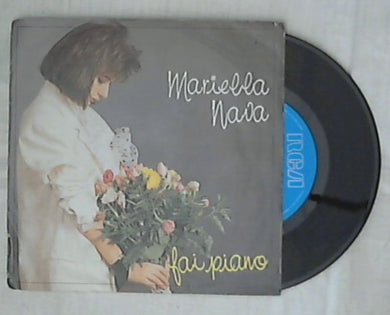 Mariella
Nava
fai piano
RCA